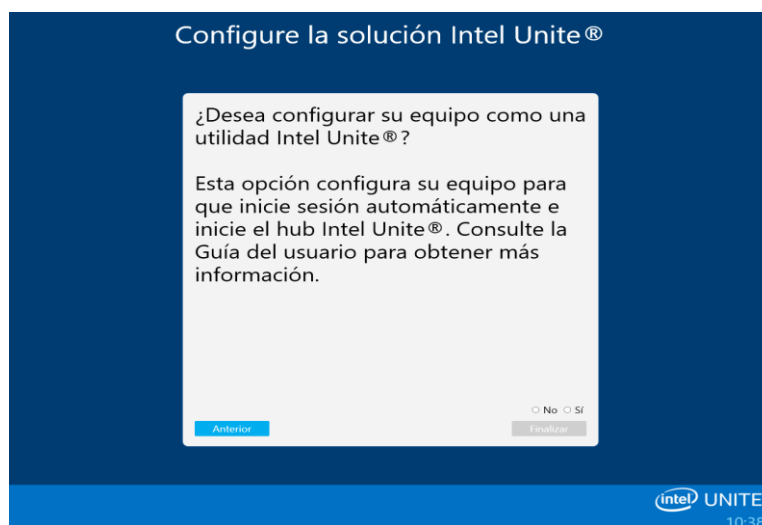 Configure la solución Intel Unite®
¿Desea configurar su equipo como una
utilidad Intel Unite®?
Esta opción configura su equipo para
que inicie sesión automáticamente e
inicie el hub Intel Unite®. Consulte la
Guía del usuario para obtener más
información.
No Sí
Anterior Finalizar
intel UNITE
10:38